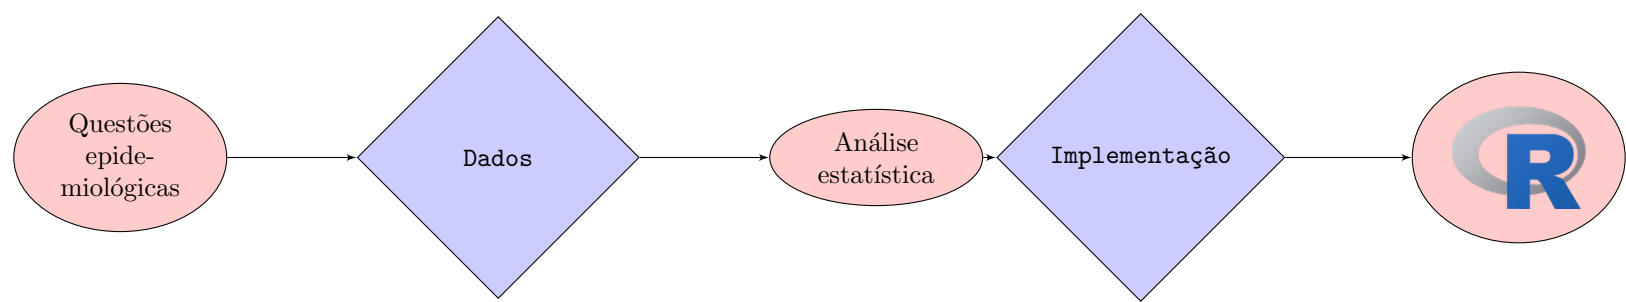 Questões
epide-
miológicas
Dados
Análise
estatística
Implementação
R